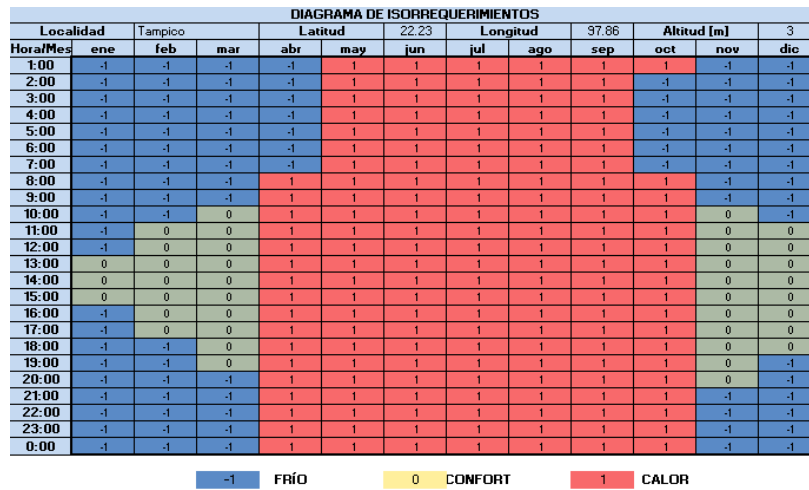 DIAGRAMA DE ISORREQUERIMIENTOS
Localidad Tampico Latitud 22.23 Longitud 97.86 Altitud [m] 3
Hora/Mes ene feb mar abr may jun jul ago sep oct nov dic
1:00 -1 -1 -1 -1 1 1 1 1 1 1 -1 -1
2:00 -1 -1 -1 -1 1 1 1 1 1 -1 -1 -1
3:00 -1 -1 -1 -1 1 1 1 1 1 -1 -1 -1
4:00 -1 -1 -1 -1 1 1 1 1 1 -1 -1 -1
5:00 -1 -1 -1 -1 1 1 1 1 1 -1 -1 -1
6:00 -1 -1 -1 -1 1 1 1 1 1 -1 -1 -1
7:00 -1 -1 -1 -1 1 1 1 1 1 -1 -1 -1
8:00 -1 -1 -1 1 1 1 1 1 1 1 -1 -1
9:00 -1 -1 -1 1 1 1 1 1 1 1 -1 -1
10:00 -1 -1 0 1 1 1 1 1 1 1 0 -1
11:00 -1 0 0 1 1 1 1 1 1 1 0 0
12:00 -1 0 0 1 1 1 1 1 1 1 0 0
13:00 0 0 0 1 1 1 1 1 1 1 0 0
14:00 0 0 0 1 1 1 1 1 1 1 0 0
15:00 0 0 0 1 1 1 1 1 1 1 0 0
16:00 -1 0 0 1 1 1 1 1 1 1 0 0
17:00 -1 0 0 1 1 1 1 1 1 1 0 0
18:00 -1 -1 0 1 1 1 1 1 1 1 0 0
19:00 -1 -1 0 1 1 1 1 1 1 1 0 -1
20:00 -1 -1 -1 1 1 1 1 1 1 1 0 -1
21:00 -1 -1 -1 1 1 1 1 1 1 1 -1 -1
22:00 -1 -1 -1 1 1 1 1 1 1 1 -1 -1
23:00 -1 -1 -1 1 1 1 1 1 1 1 -1 -1
0:00 -1 -1 -1 1 1 1 1 1 1 1 -1 -1
-1 FRÍO 0 CONFORT 1 CALOR